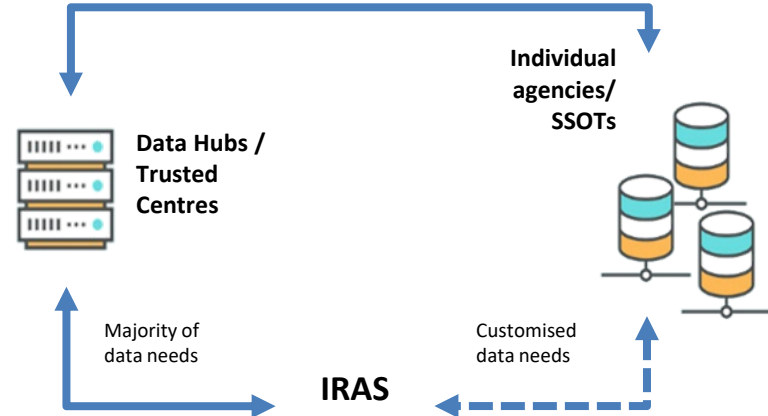 Individual
agencies/
SSOTs
Data Hubs /
Trusted
Centres
Majority of
data needs
Customised
data needs
IRAS